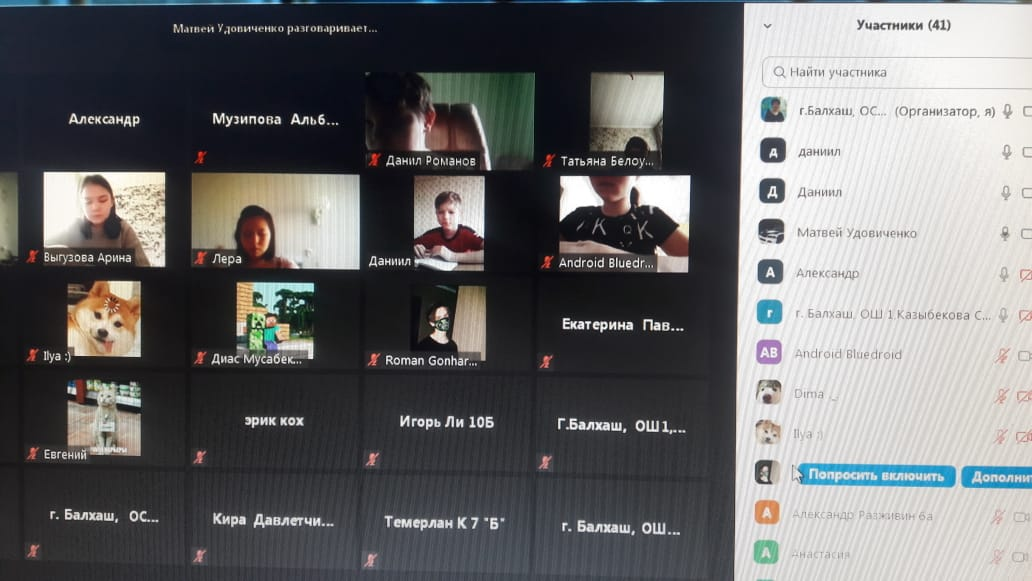 Матвей Удовиченко разговаривает...
Александр
Музипова Альб...
Данил Романов
Татьяна Белоу...
Выгузова Арина
Лера
Даниил
Android Bluedr...
Ilya :)
Диас Мусабек...
Roman Gonhar...
Екатерина Пав...
Евгений
эрик кох
Игорь Ли 10Б
Г.Балхаш, ОШ1,...
г. Балхаш, ОС...
Кира Давлетчи...
Темерлан К 7 "Б"
г. Балхаш, ОШ...
Участники (41)
Найти участника
г.Балхаш, ОС... (Организатор, я)
д даниил
Д Даниил
Матвей Удовиченко
А Александр
г г. Балхаш, ОШ 1 Казыбекова С...
AB Android Bluedroid
Dima ._.
Ilya :)
Попросить включить
Дополнит
А Александр Разживин 6а
А Анастасия